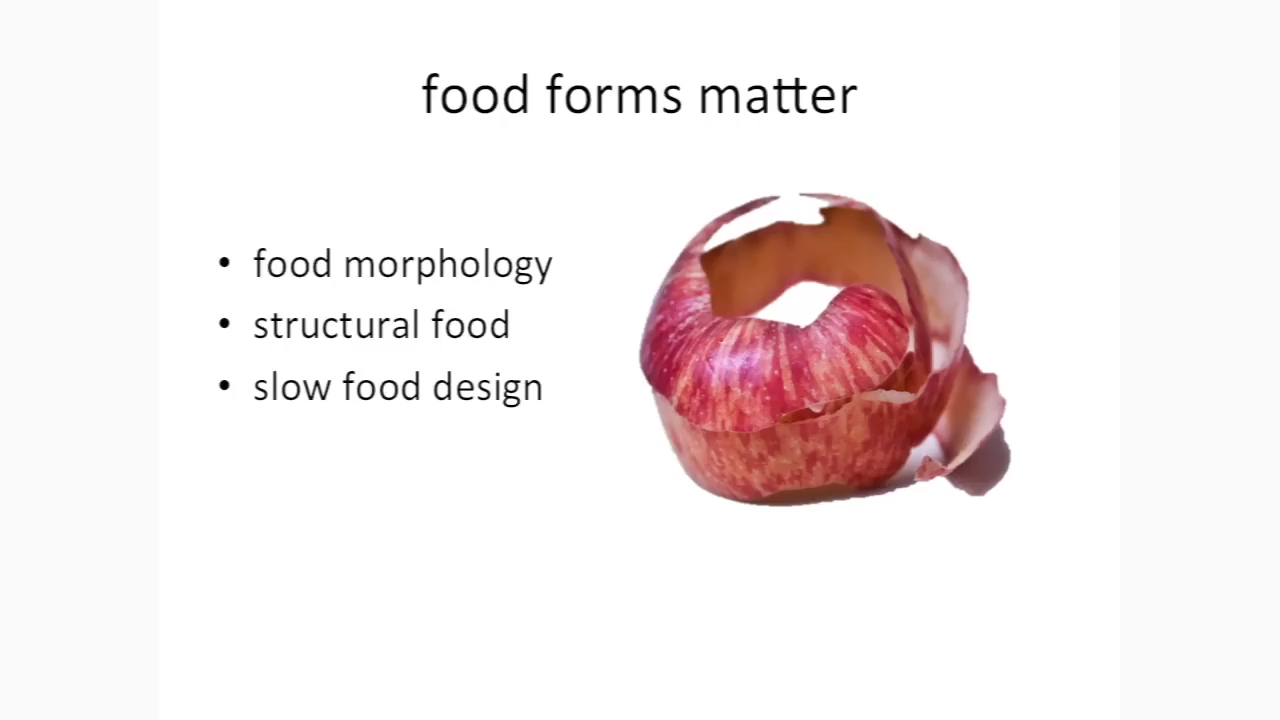 food forms matter
• food morphology
• structural food
• slow food design